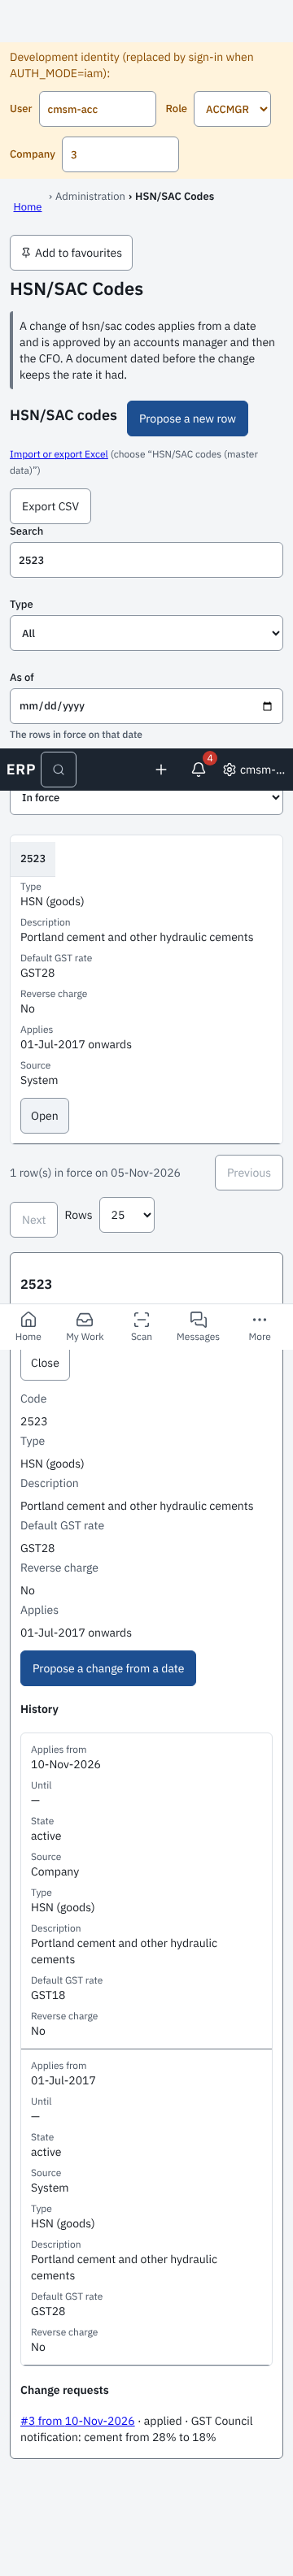 Development identity (replaced by sign-in when
AUTH_MODE=iam):
User cmsm-acc Role ACCMGR
Company 3
Home › Administration › HSN/SAC Codes
Add to favourites
HSN/SAC Codes
A change of hsn/sac codes applies from a date
and is approved by an accounts manager and then
the CFO. A document dated before the change
keeps the rate it had.
HSN/SAC codes Propose a new row
Import or export Excel (choose “HSN/SAC codes (master
data)”)
Export CSV
Search
2523
Type
All
As of
mm/dd/yyyy
The rows in force on that date
ERP 4 cmsm-...
In force
2523
Type
HSN (goods)
Description
Portland cement and other hydraulic cements
Default GST rate
GST28
Reverse charge
No
Applies
01-Jul-2017 onwards
Source
System
Open
1 row(s) in force on 05-Nov-2026 Previous
Next Rows 25
2523
Home My Work Scan Messages More
Close
Code
2523
Type
HSN (goods)
Description
Portland cement and other hydraulic cements
Default GST rate
GST28
Reverse charge
No
Applies
01-Jul-2017 onwards
Propose a change from a date
History
Applies from
10-Nov-2026
Until
—
State
active
Source
Company
Type
HSN (goods)
Description
Portland cement and other hydraulic
cements
Default GST rate
GST18
Reverse charge
No
Applies from
01-Jul-2017
Until
—
State
active
Source
System
Type
HSN (goods)
Description
Portland cement and other hydraulic
cements
Default GST rate
GST28
Reverse charge
No
Change requests
#3 from 10-Nov-2026 · applied · GST Council
notification: cement from 28% to 18%